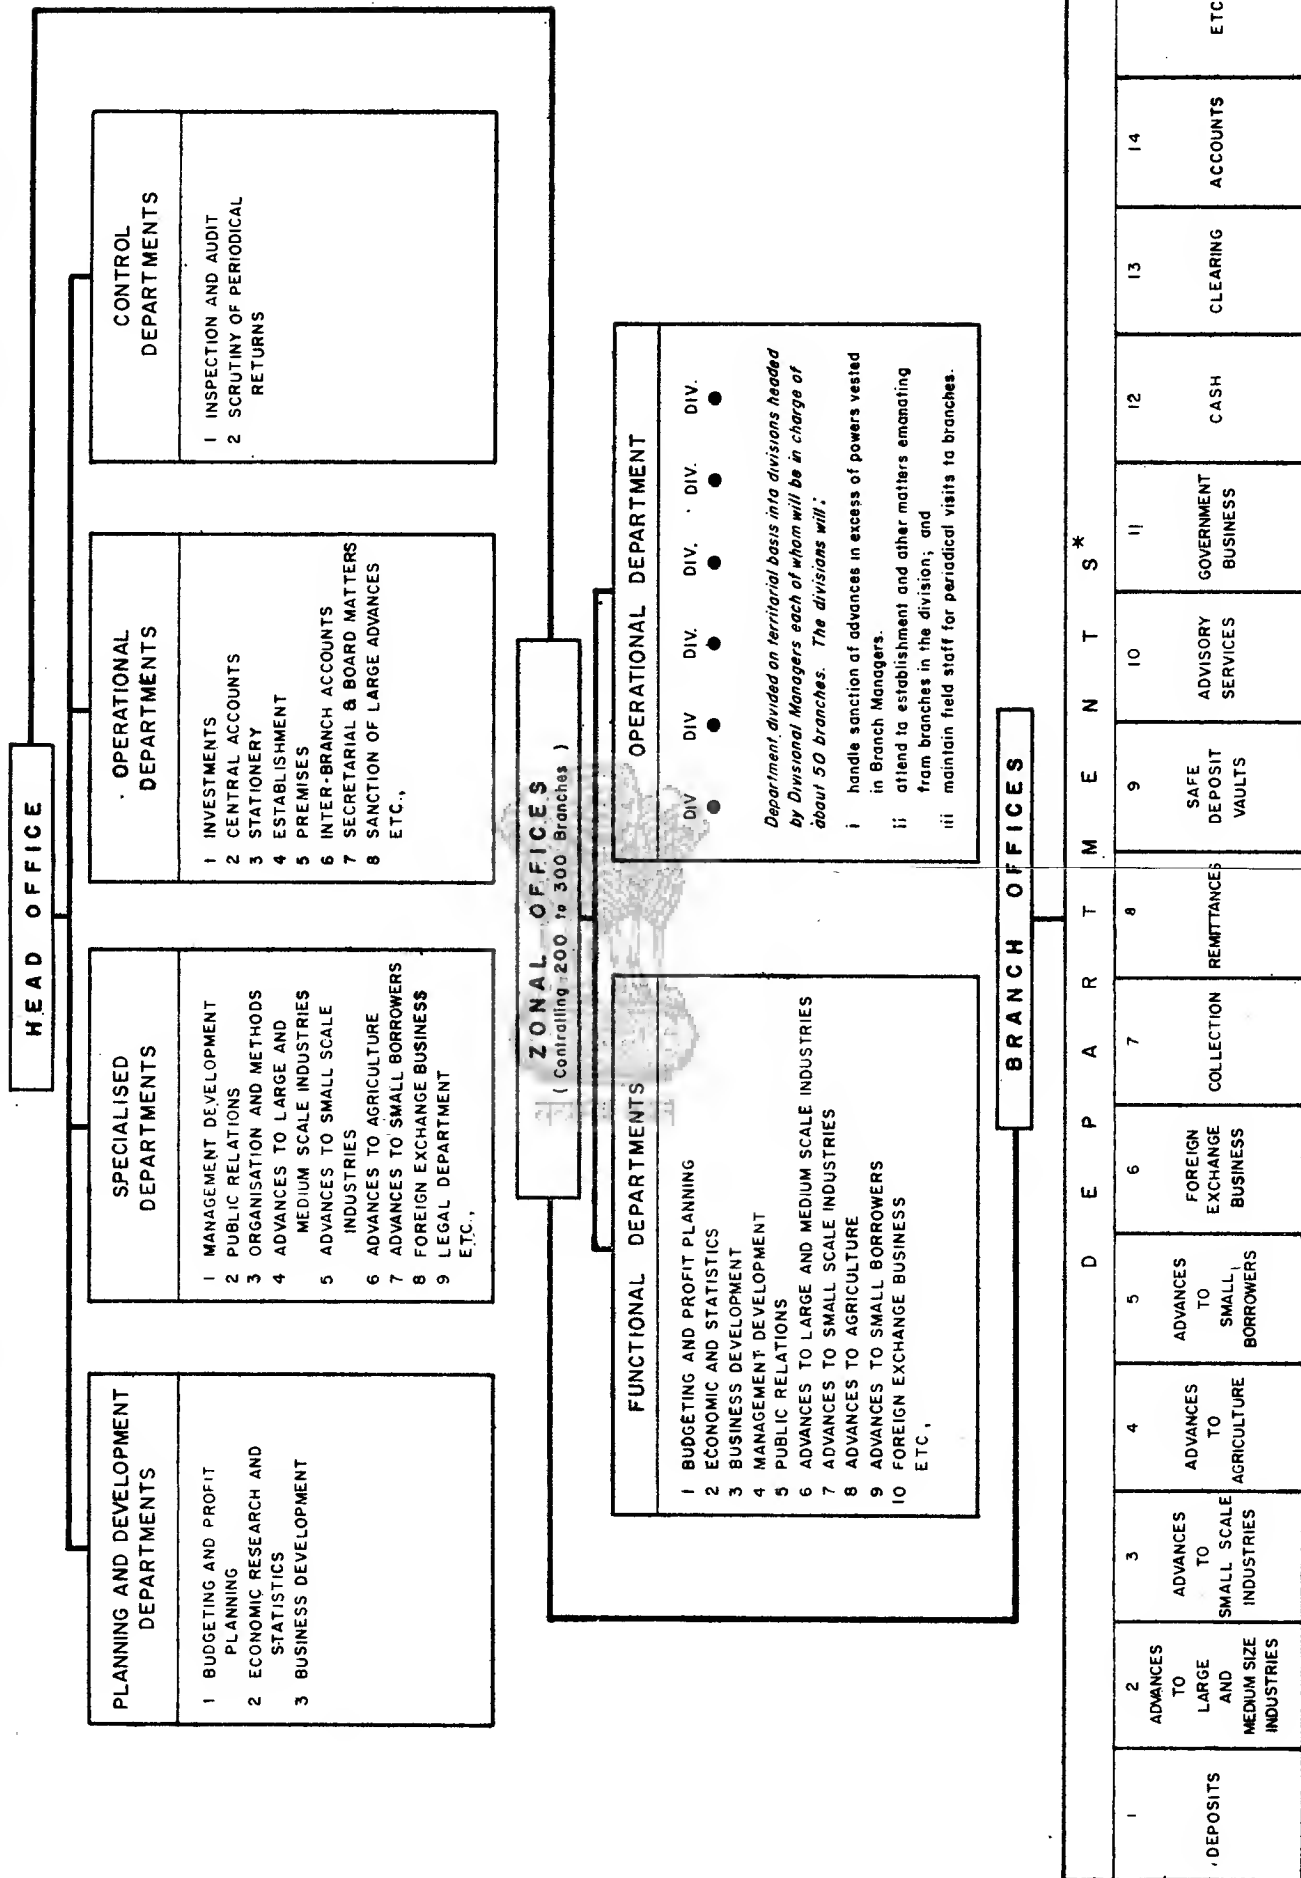 HEAD OFFICE
PLANNING AND DEVELOPMENT
DEPARTMENTS
1 BUDGETING AND PROFIT
PLANNING
2 ECONOMIC RESEARCH AND
STATISTICS
3 BUSINESS DEVELOPMENT
SPECIALISED
DEPARTMENTS
1 MANAGEMENT DEVELOPMENT
2 PUBLIC RELATIONS
3 ORGANISATION AND METHODS
4 ADVANCES TO LARGE AND
MEDIUM SCALE INDUSTRIES
5 ADVANCES TO SMALL SCALE
INDUSTRIES
6 ADVANCES TO AGRICULTURE
7 ADVANCES TO SMALL BORROWERS
8 FOREIGN EXCHANGE BUSINESS
9 LEGAL DEPARTMENT
ETC.,
OPERATIONAL
DEPARTMENTS
1 INVESTMENTS
2 CENTRAL ACCOUNTS
3 STATIONERY
4 ESTABLISHMENT
5 PREMISES
6 INTER-BRANCH ACCOUNTS
7 SECRETARIAL & BOARD MATTERS
8 SANCTION OF LARGE ADVANCES
ETC.,
CONTROL
DEPARTMENTS
1 INSPECTION AND AUDIT
2 SCRUTINY OF PERIODICAL
RETURNS
ZONAL OFFICES
( Controlling 200 to 300 Branches )
FUNCTIONAL DEPARTMENTS
1 BUDGETING AND PROFIT PLANNING
2 ECONOMIC AND STATISTICS
3 BUSINESS DEVELOPMENT
4 MANAGEMENT DEVELOPMENT
5 PUBLIC RELATIONS
6 ADVANCES TO LARGE AND MEDIUM SCALE INDUSTRIES
7 ADVANCES TO SMALL SCALE INDUSTRIES
8 ADVANCES TO AGRICULTURE
9 ADVANCES TO SMALL BORROWERS
10 FOREIGN EXCHANGE BUSINESS
ETC,
OPERATIONAL DEPARTMENT
DIV DIV DIV. DIV. DIV. DIV.
Department divided on territorial basis into divisions headed
by Divisional Managers each of whom will be in charge of
about 50 branches. The divisions will:
i handle sanction of advances in excess of powers vested
in Branch Managers.
ii attend to establishment and other matters emanating
from branches in the division; and
iii maintain field staff for periodical visits to branches.
BRANCH OFFICES
DEPARTMENTS*
1
DEPOSITS
2
ADVANCES
TO
LARGE
AND
MEDIUM SIZE
INDUSTRIES
3
ADVANCES
TO
SMALL SCALE
INDUSTRIES
4
ADVANCES
TO
AGRICULTURE
5
ADVANCES
TO
SMALL
BORROWERS
6
FOREIGN
EXCHANGE
BUSINESS
7
COLLECTION
8
REMITTANCES
9
SAFE
DEPOSIT
VAULTS
10
ADVISORY
SERVICES
11
GOVERNMENT
BUSINESS
12
CASH
13
CLEARING
14
ACCOUNTS
ETC